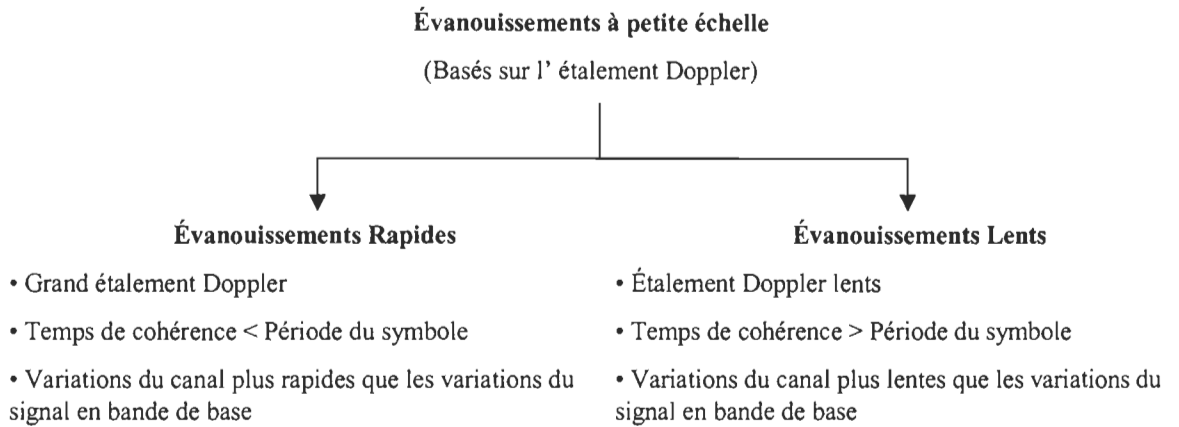 Évanouissements à petite échelle
(Basés sur l' étalement Doppler)
Évanouissements Rapides
• Grand étalement Doppler
• Temps de cohérence < Période du symbole
• Variations du canal plus rapides que les variations du
signal en bande de base
Évanouissements Lents
• Étalement Doppler lents
• Temps de cohérence > Période du symbole
• Variations du canal plus lentes que les variations du
signal en bande de base